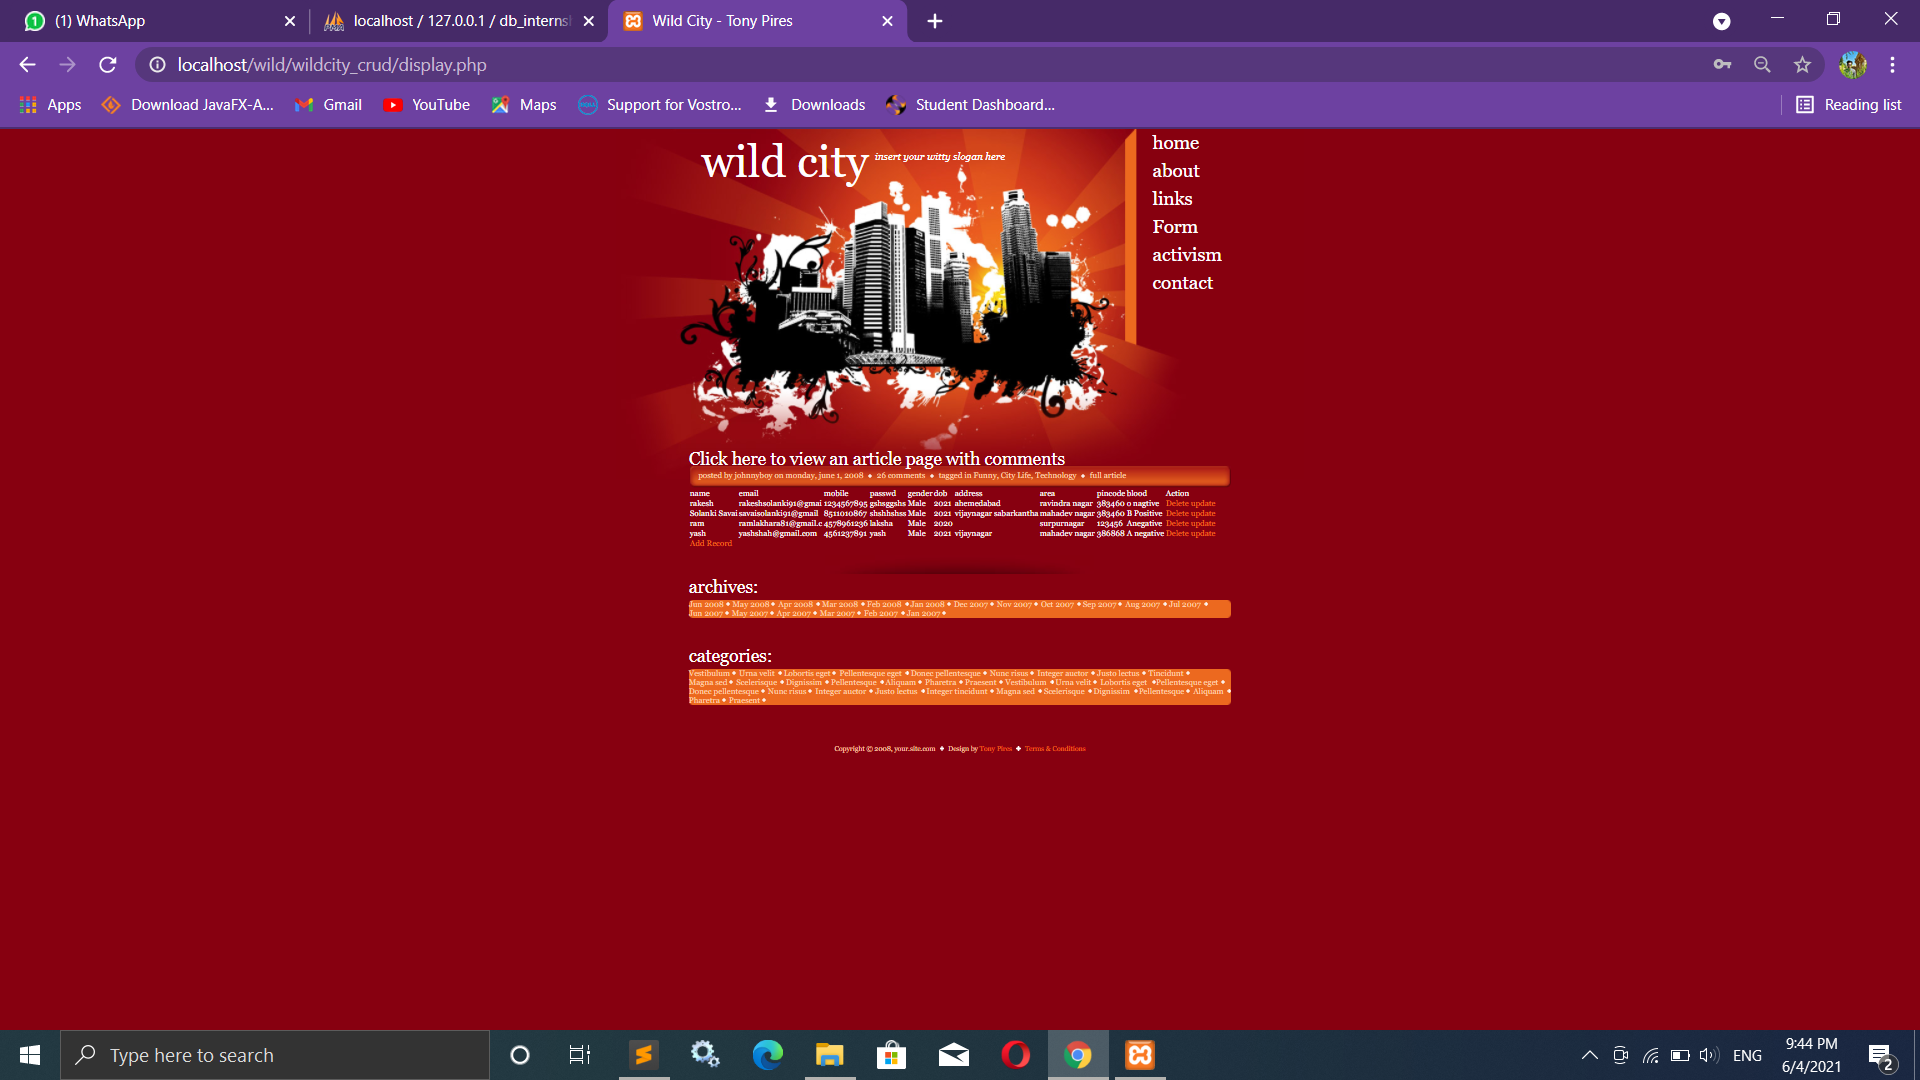 (1) WhatsApp
localhost / 127.0.0.1 / db_internsh
Wild City - Tony Pires
localhost/wild/wildcity_crud/display.php
Apps Download JavaFX-A... Gmail YouTube Maps Support for Vostro... Downloads Student Dashboard... Reading list
wild city insert your witty slogan here
home
about
links
Form
activism
contact
Click here to view an article page with comments
posted by johnnyboy on monday, june 1, 2008 ♦ 26 comments ♦ tagged in Funny, City Life, Technology ♦ full article
name email mobile passwd gender dob address area pincode blood Action
rakesh rakeshsolanki91@gmai 1234567895 gshsggshs Male 2021 ahemedabad ravindra nagar 383460 o nagtive Delete update
Solanki Savai savaisolanki91@gmail 8511010867 shshhshss Male 2021 vijaynagar sabarkantha mahadev nagar 383460 B Positive Delete update
ram ramlakhara81@gmail.c 4578961236 laksha Male 2020 surpurnagar 123456 Anegative Delete update
yash yashshah@gmail.com 4561237891 yash Male 2021 vijaynagar mahadev nagar 386868 A negative Delete update
Add Record
archives:
Jun 2008 ♦ May 2008 ♦ Apr 2008 ♦ Mar 2008 ♦ Feb 2008 ♦ Jan 2008 ♦ Dec 2007 ♦ Nov 2007 ♦ Oct 2007 ♦ Sep 2007 ♦ Aug 2007 ♦ Jul 2007 ♦
Jun 2007 ♦ May 2007 ♦ Apr 2007 ♦ Mar 2007 ♦ Feb 2007 ♦ Jan 2007 ♦
categories:
Vestibulum ♦ Urna velit ♦ Lobortis eget ♦ Pellentesque eget ♦ Donec pellentesque ♦ Nunc risus ♦ Integer auctor ♦ Justo lectus ♦ Tincidunt ♦
Magna sed ♦ Scelerisque ♦ Dignissim ♦ Pellentesque ♦ Aliquam ♦ Pharetra ♦ Praesent ♦ Vestibulum ♦ Urna velit ♦ Lobortis eget ♦ Pellentesque eget ♦
Donec pellentesque ♦ Nunc risus ♦ Integer auctor ♦ Justo lectus ♦ Integer tincidunt ♦ Magna sed ♦ Scelerisque ♦ Dignissim ♦ Pellentesque ♦ Aliquam ♦
Pharetra ♦ Praesent ♦
Copyright © 2008, your.site.com ♦ Design by Tony Pires ♦ Terms & Conditions
Type here to search
ENG
9:44 PM
6/4/2021
2